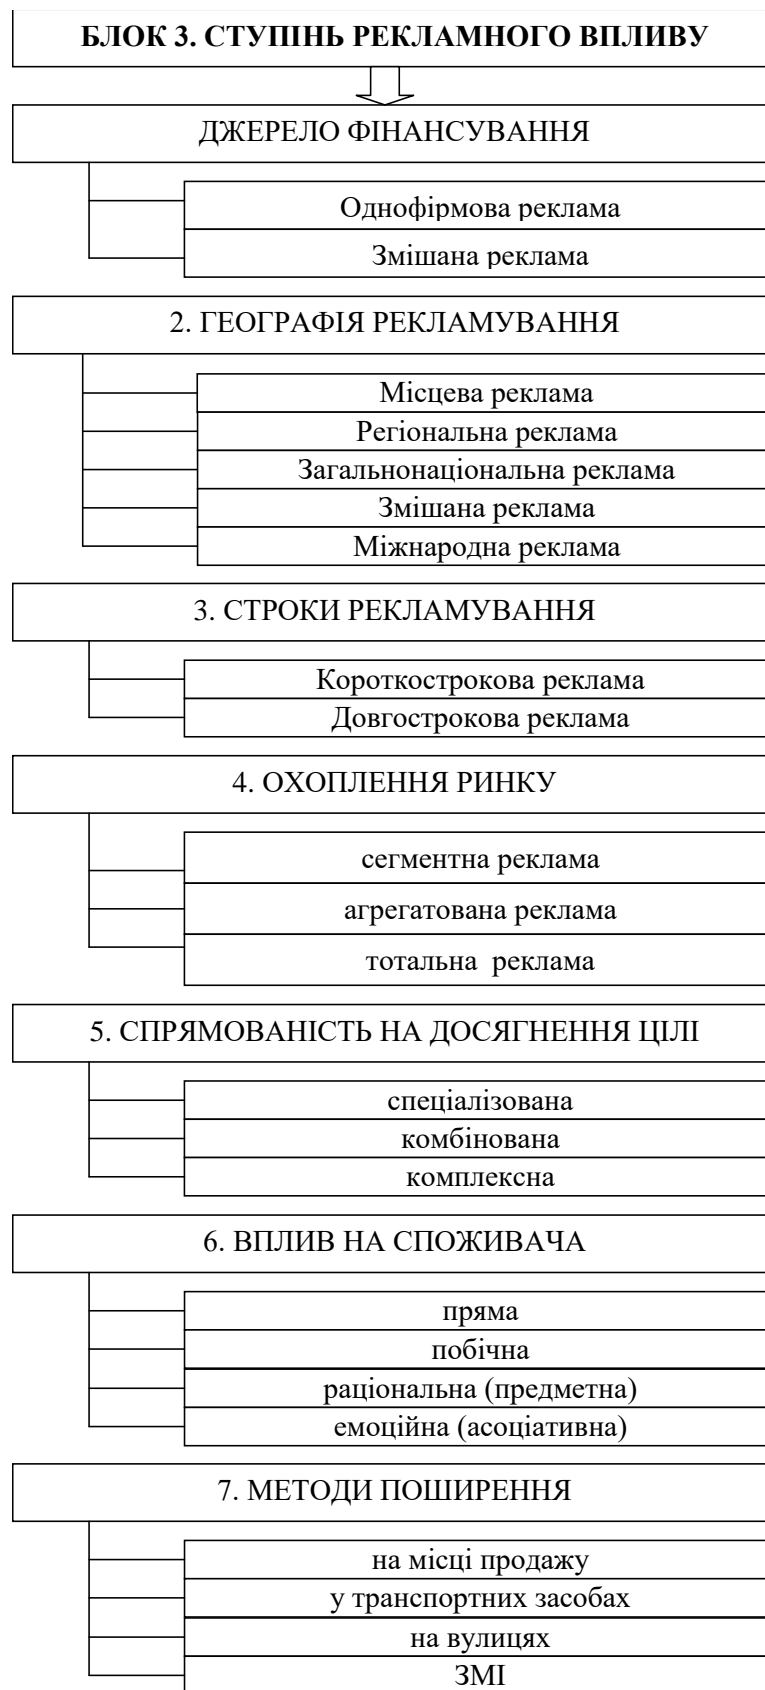 БЛОК 3. СТУПІНЬ РЕКЛАМНОГО ВПЛИВУ
ДЖЕРЕЛО ФІНАНСУВАННЯ
Однофірмова реклама
Змішана реклама
2. ГЕОГРАФІЯ РЕКЛАМУВАННЯ
Місцева реклама
Регіональна реклама
Загальнонаціональна реклама
Змішана реклама
Міжнародна реклама
3. СТРОКИ РЕКЛАМУВАННЯ
Короткострокова реклама
Довгострокова реклама
4. ОХОПЛЕННЯ РИНКУ
сегментна реклама
агрегатована реклама
тотальна реклама
5. СПРЯМОВАНІСТЬ НА ДОСЯГНЕННЯ ЦІЛІ
спеціалізована
комбінована
комплексна
6. ВПЛИВ НА СПОЖИВАЧА
пряма
побічна
раціональна (предметна)
емоційна (асоціативна)
7. МЕТОДИ ПОШИРЕННЯ
на місці продажу
у транспортних засобах
на вулицях
ЗМІ